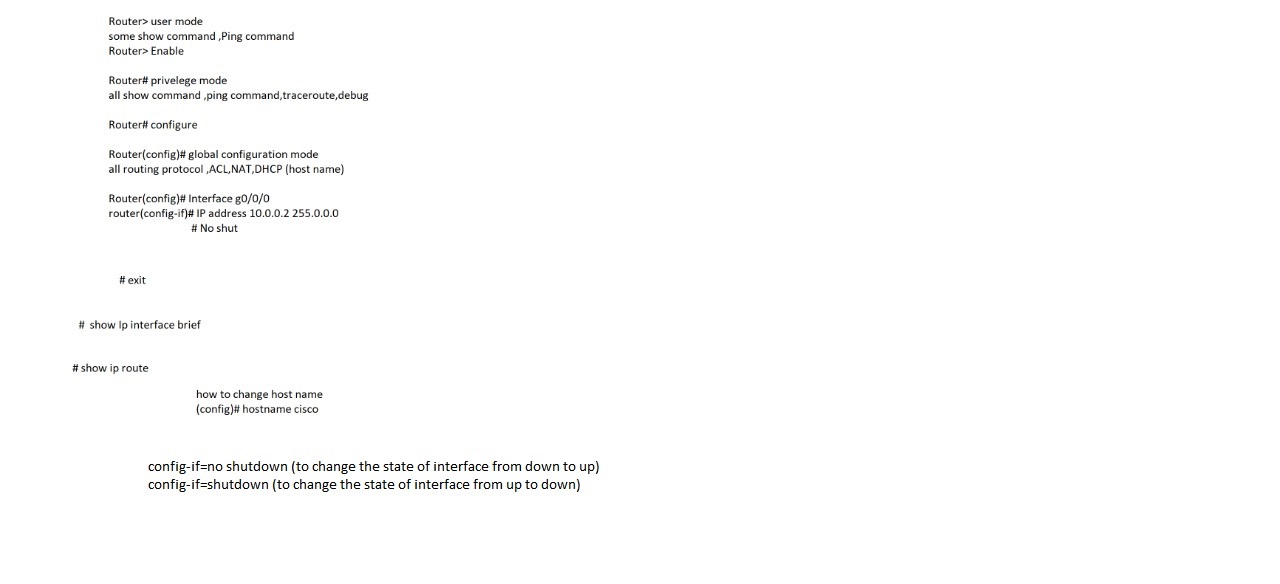 Router> user mode
some show command ,Ping command
Router> Enable
Router# privelege mode
all show command ,ping command,traceroute,debug
Router# configure
Router(config)# global configuration mode
all routing protocol ,ACL,NAT,DHCP (host name)
Router(config)# Interface g0/0/0
router(config-if)# IP address 10.0.0.2 255.0.0.0
# No shut
# exit
# show Ip interface brief
# show ip route
how to change host name
(config)# hostname cisco
config-if=no shutdown (to change the state of interface from down to up)
config-if=shutdown (to change the state of interface from up to down)